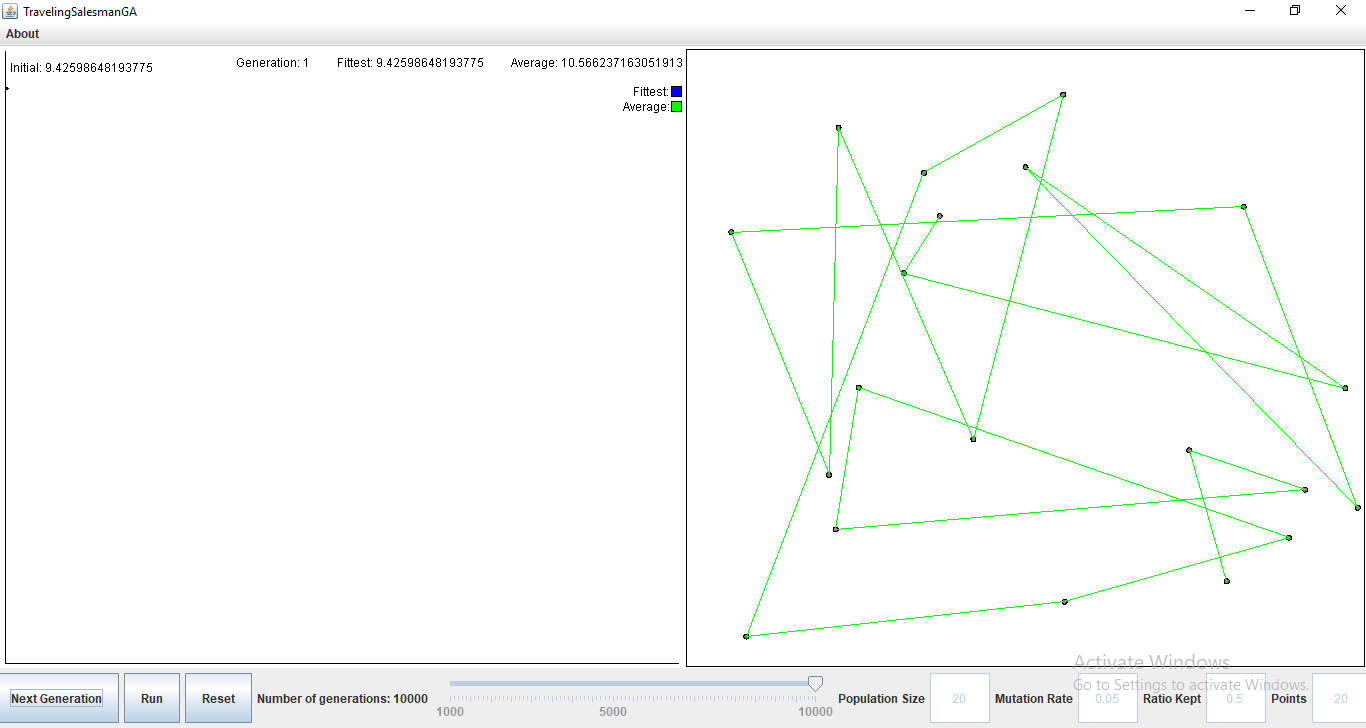 TravelingSalesmanGA
About
Initial: 9.42598648193775
Generation: 1
Fittest: 9.42598648193775
Average: 10.566237163051913
Fittest:
Average:
Activate Windows
Go to Settings to activate Windows.
Next Generation
Run
Reset
Number of generations: 10000
1000
5000
10000
Population Size
20
Mutation Rate
0.05
Ratio Kept
0.5
Points
20